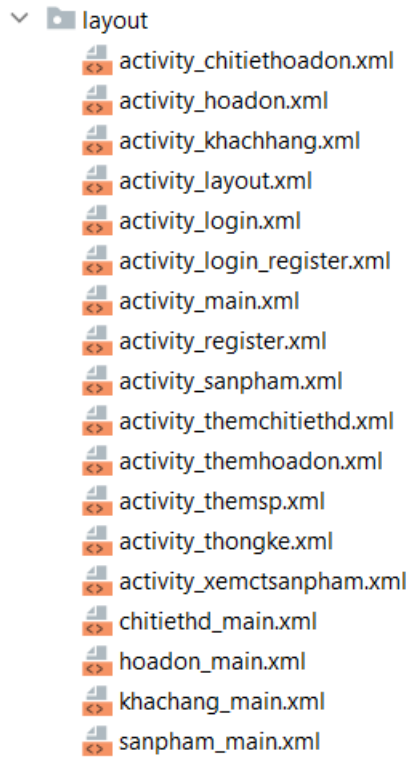 layout
activity_chitiethoadon.xml
activity_hoadon.xml
activity_khachhang.xml
activity_layout.xml
activity_login.xml
activity_login_register.xml
activity_main.xml
activity_register.xml
activity_sanpham.xml
activity_themchitiethd.xml
activity_themhoadon.xml
activity_themsp.xml
activity_thongke.xml
activity_xemctsanpham.xml
chitiethd_main.xml
hoadon_main.xml
khachang_main.xml
sanpham_main.xml